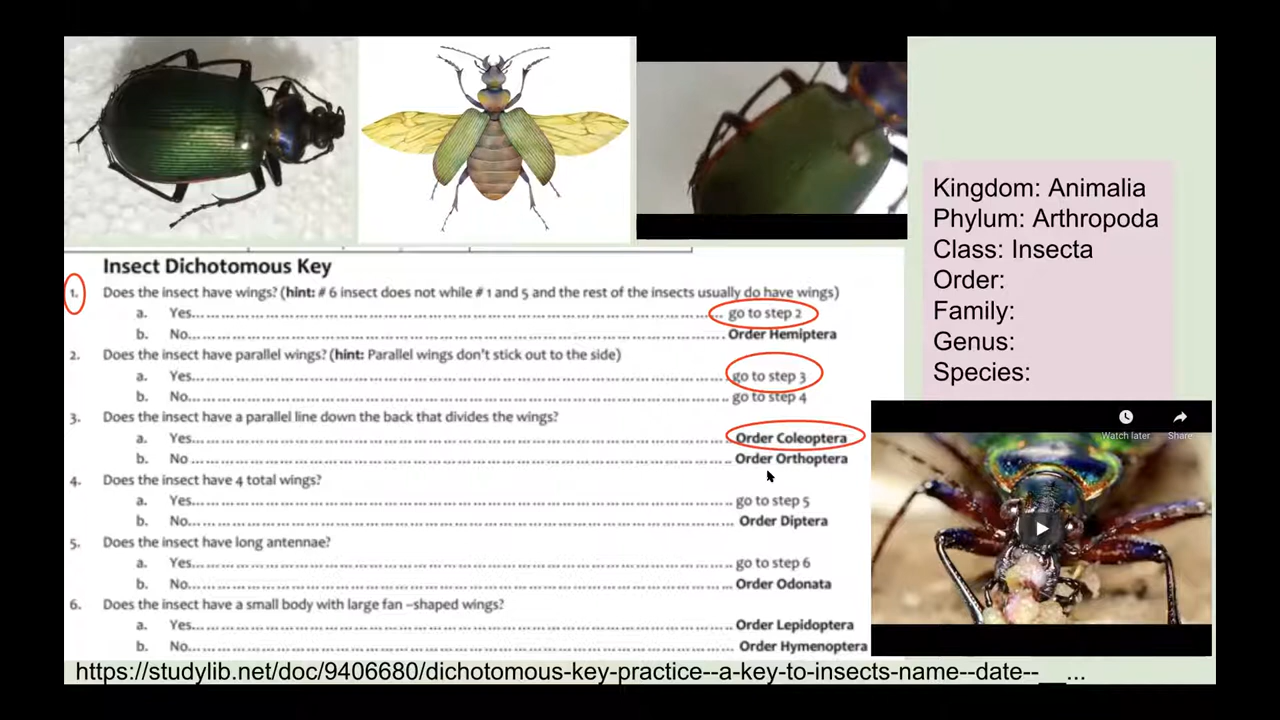 Kingdom: Animalia
Phylum: Arthropoda
Class: Insecta
Order:
Family:
Genus:
Species:
Insect Dichotomous Key
1. Does the insect have wings? (hint: # 6 insect does not while # 1 and 5 and the rest of the insects usually do have wings)
a. Yes........................................................ go to step 2
b. No........................................................ Order Hemiptera
2. Does the insect have parallel wings? (hint: Parallel wings don't stick out to the side)
a. Yes........................................................ go to step 3
b. No........................................................ go to step 4
3. Does the insect have a parallel line down the back that divides the wings?
a. Yes........................................................ Order Coleoptera
b. No ........................................................ Order Orthoptera
4. Does the insect have 4 total wings?
a. Yes........................................................ go to step 5
b. No........................................................ Order Diptera
5. Does the insect have long antennae?
a. Yes........................................................ go to step 6
b. No........................................................ Order Odonata
6. Does the insect have a small body with large fan –shaped wings?
a. Yes........................................................ Order Lepidoptera
b. No........................................................ Order Hymenoptera
Watch later Share
https://studylib.net/doc/9406680/dichotomous-key-practice--a-key-to-insects-name--date--__...